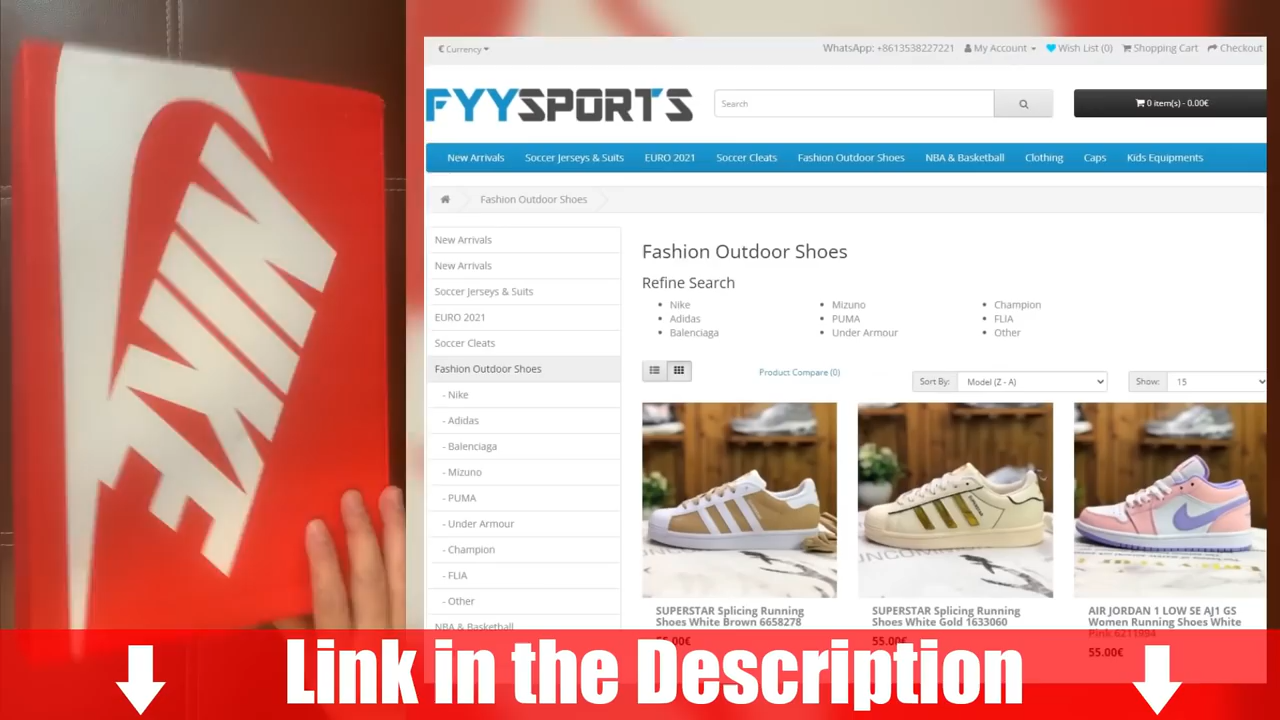 NIKE
€ Currency
WhatsApp: +8613538227221 My Account Wish List (0) Shopping Cart Checkout
FYYSPORTS
Search
0 item(s) - 0.00€
New Arrivals Soccer Jerseys & Suits EURO 2021 Soccer Cleats Fashion Outdoor Shoes NBA & Basketball Clothing Caps Kids Equipments
Fashion Outdoor Shoes
New Arrivals
New Arrivals
Soccer Jerseys & Suits
EURO 2021
Soccer Cleats
Fashion Outdoor Shoes
- Nike
- Adidas
- Balenciaga
- Mizuno
- PUMA
- Under Armour
- Champion
- FLIA
- Other
NBA & Basketball
Fashion Outdoor Shoes
Refine Search
Nike
Adidas
Balenciaga
Mizuno
PUMA
Under Armour
Champion
FLIA
Other
Product Compare (0)
Sort By: Model (Z - A)
Show: 15
SUPERSTAR Splicing Running
Shoes White Brown 6658278
55.00€
SUPERSTAR Splicing Running
Shoes White Gold 1633060
55.00€
AIR JORDAN 1 LOW SE AJ1 GS
Women Running Shoes White
Pink 6211994
55.00€
Link in the Description